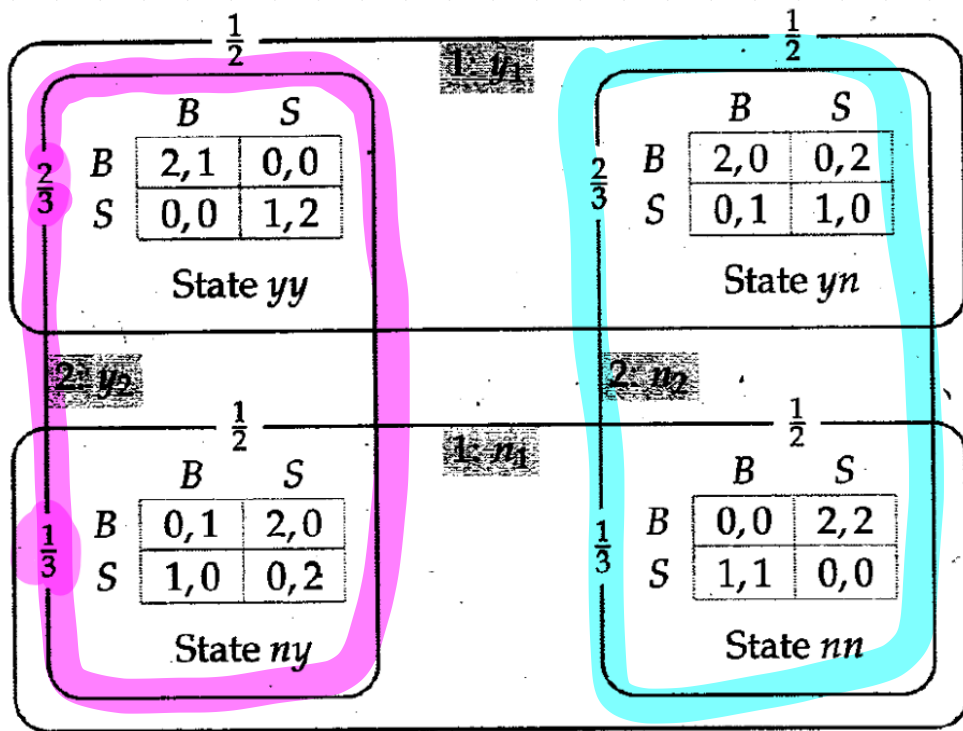 1/2 1/2
1: y₁
B S B S
2/3 B 2, 1 0, 0 2/3 B 2, 0 0, 2
S 0, 0 1, 2 S 0, 1 1, 0
State yy State yn
2: y₂ 2: n₂
1/2 1/2
1: n₁
B S B S
1/3 B 0, 1 2, 0 1/3 B 0, 0 2, 2
S 1, 0 0, 2 S 1, 1 0, 0
State ny State nn